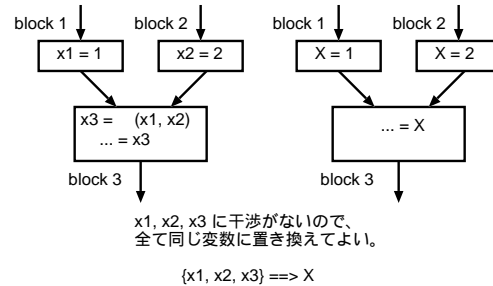 block 1
block 2
block 1
block 2
x1 = 1
x2 = 2
X = 1
X = 2
x3 = (x1, x2)
... = x3
... = X
block 3
block 3
x1, x2, x3 に干渉がないので、
全て同じ変数に置き換えてよい。
{x1, x2, x3} ==> X